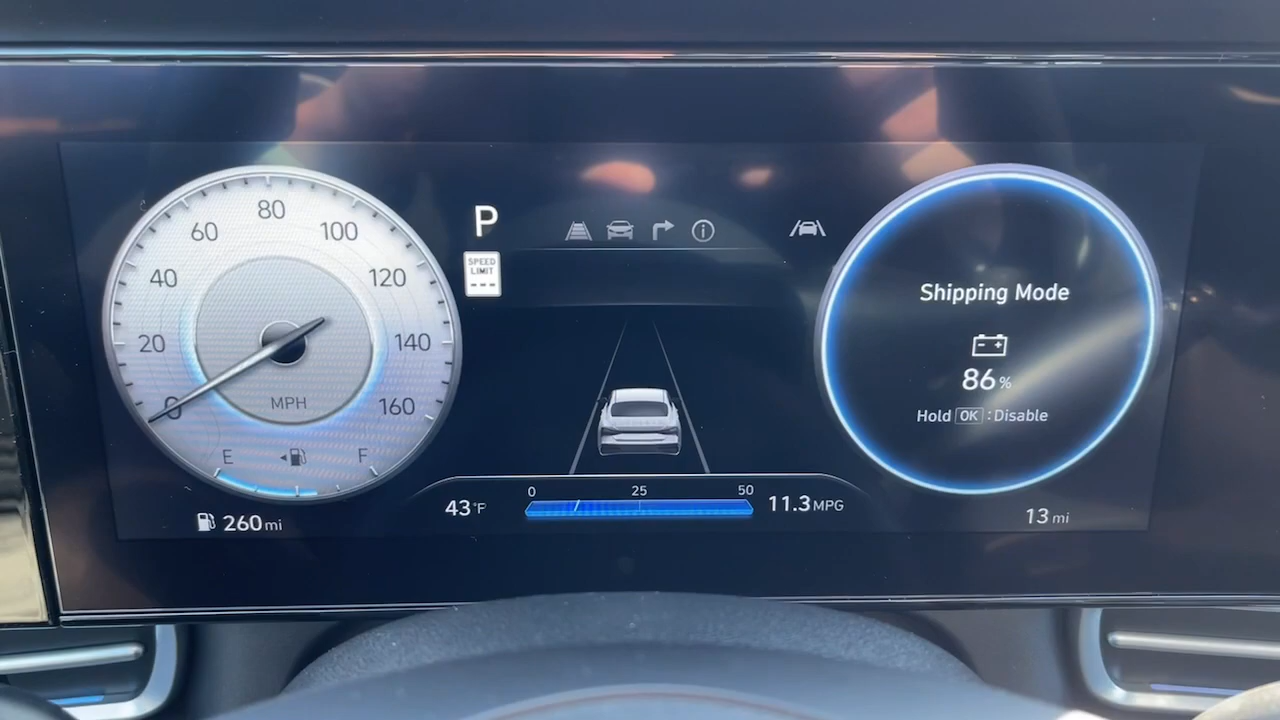 80
60
100
40
120
20
140
0
160
MPH
E
F
260 mi
P
SPEED
LIMIT
---
43°F
0
25
50
11.3 MPG
Shipping Mode
86%
Hold OK : Disable
13 mi